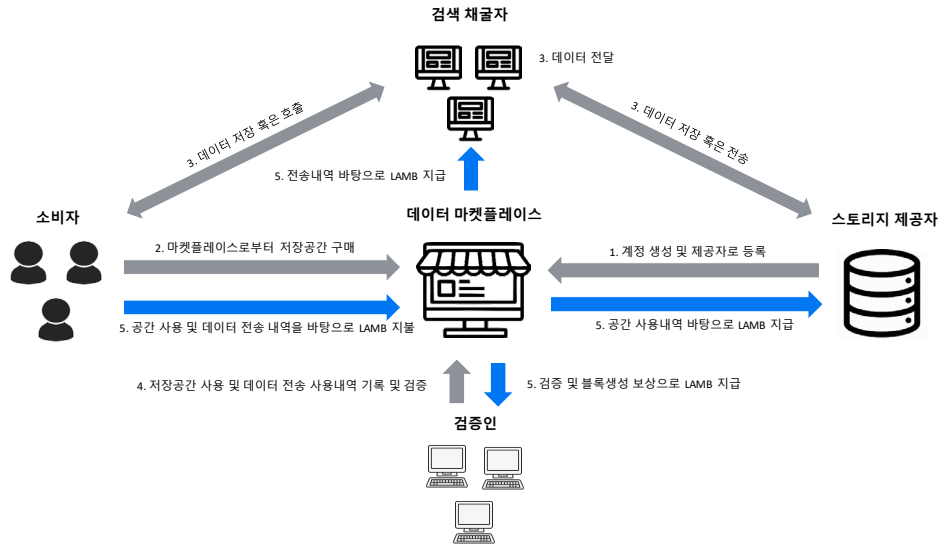 검색 채굴자
3. 데이터 전달
3. 데이터 저장 혹은 호출
3. 데이터 저장 혹은 전송
5. 전송내역 바탕으로 LAMB 지급
소비자
데이터 마켓플레이스
스토리지 제공자
2. 마켓플레이스로부터 저장공간 구매
1. 계정 생성 및 제공자로 등록
5. 공간 사용 및 데이터 전송 내역을 바탕으로 LAMB 지불
5. 공간 사용내역 바탕으로 LAMB 지급
4. 저장공간 사용 및 데이터 전송 사용내역 기록 및 검증
5. 검증 및 블록생성 보상으로 LAMB 지급
검증인